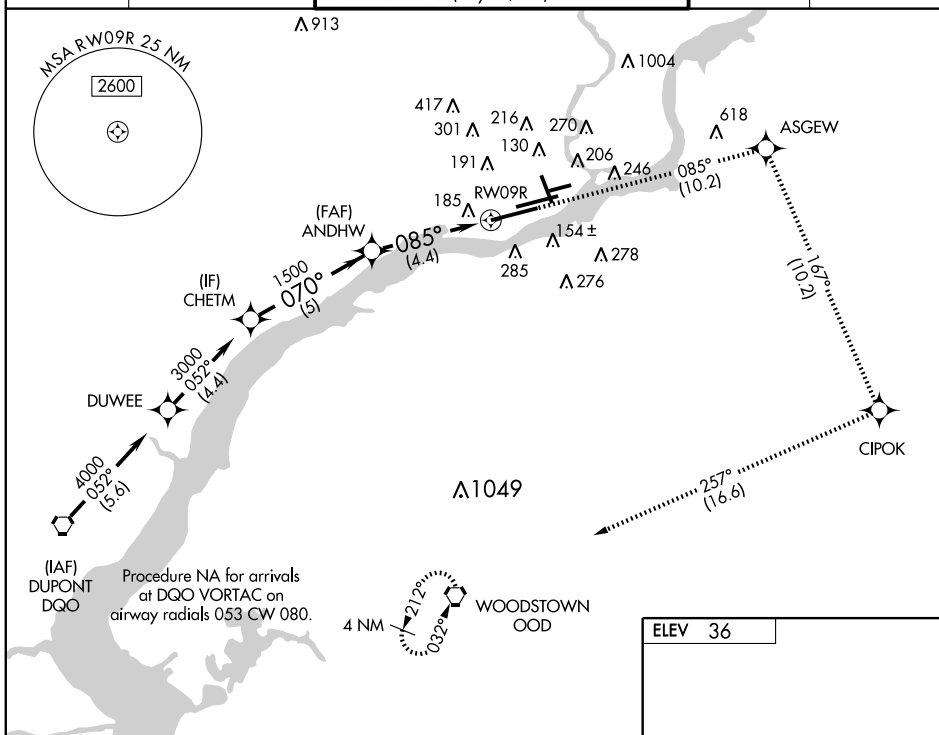 913
MSA RW09R 25 NM
2600
1004
417
301
216
270
130
191
206
246
618
ASGEW
085°
(10.2)
RW09R
185
(FAF)
ANDHW
085°
(4.4)
154 ±
285
278
276
1500
070°
(5)
(IF)
CHETM
167°
(10.2)
3000
052°
(4.4)
DUWEE
CIPOK
4000
052°
(5.6)
1049
257°
(16.6)
(IAF)
DUPONT
DQO
Procedure NA for arrivals
at DQO VORTAC on
airway radials 053 CW 080.
4 NM
212°
032°
WOODSTOWN
OOD
ELEV 36